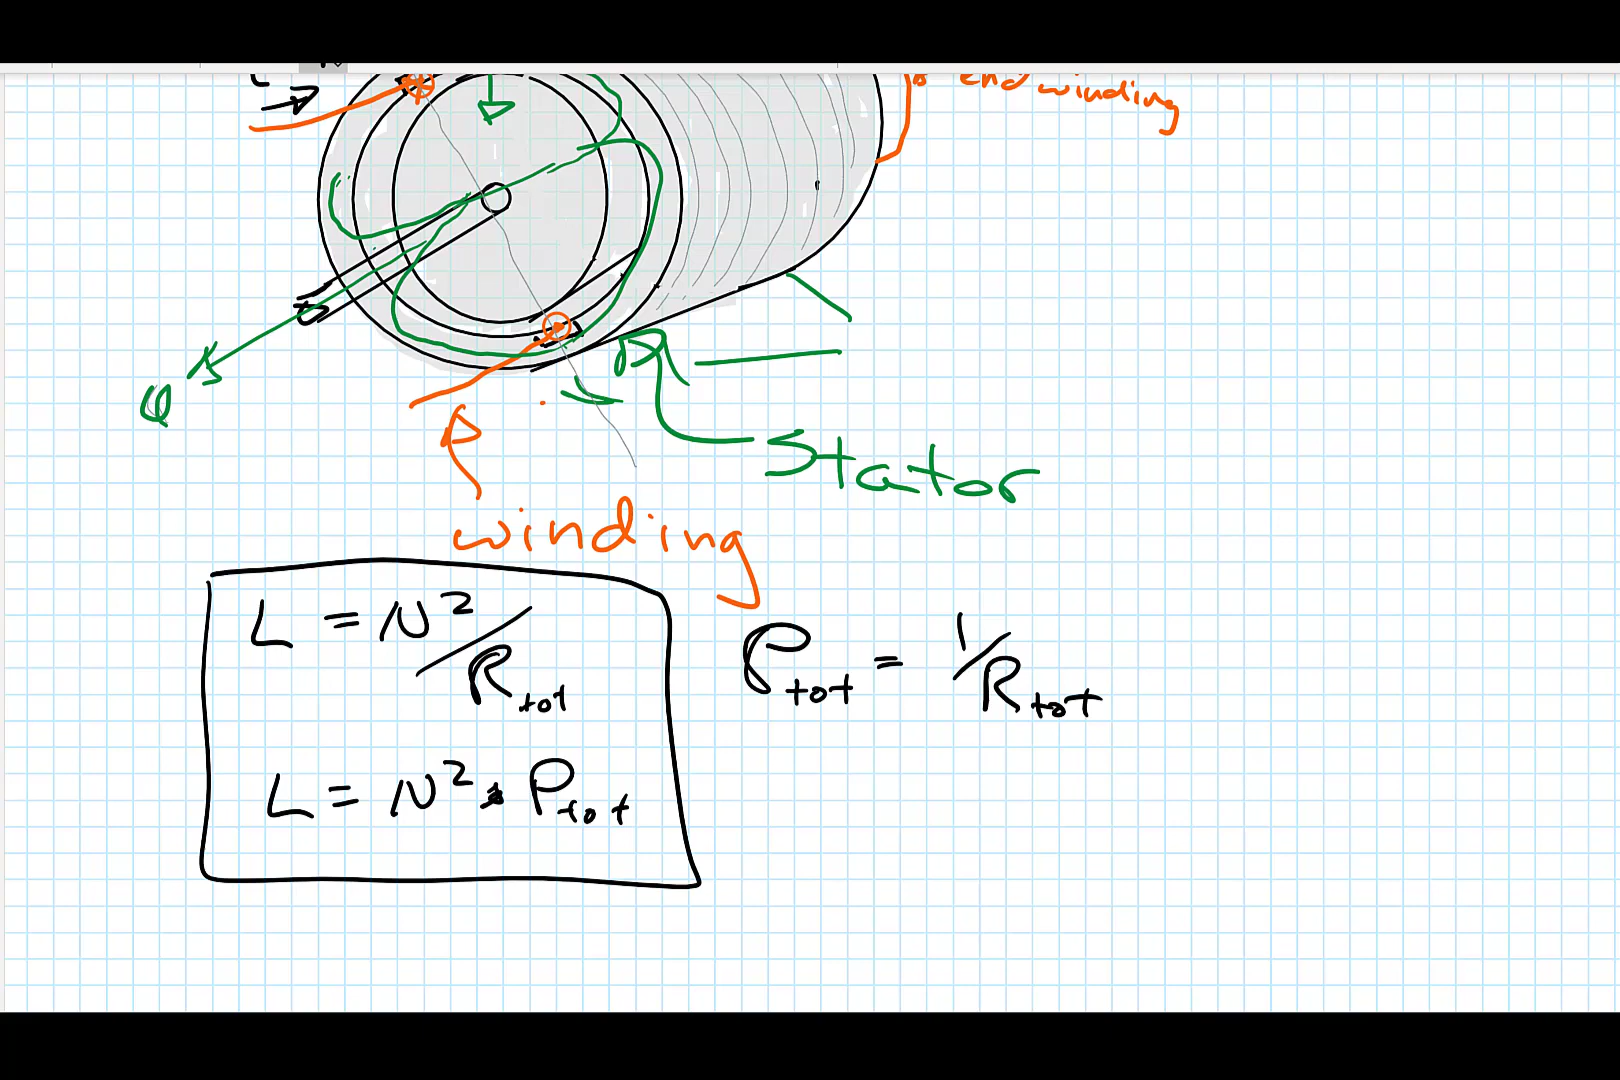 end winding
φ
Stator
winding
L = N²/R_tot
P_tot = 1/R_tot
L = N² * P_tot